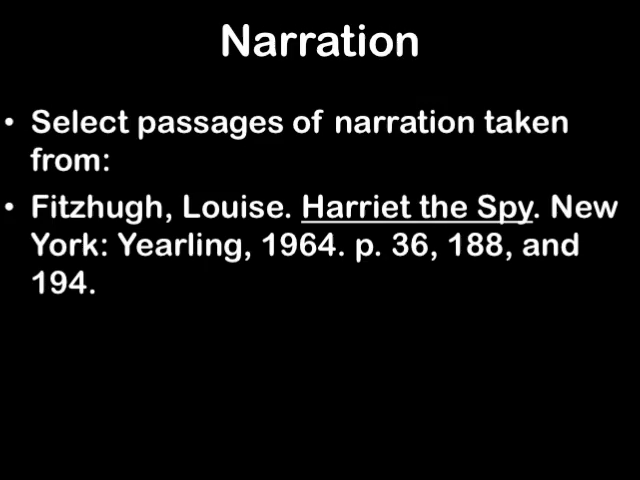 Narration
• Select passages of narration taken
from:
• Fitzhugh, Louise. Harriet the Spy. New
York: Yearling, 1964. p. 36, 188, and
194.